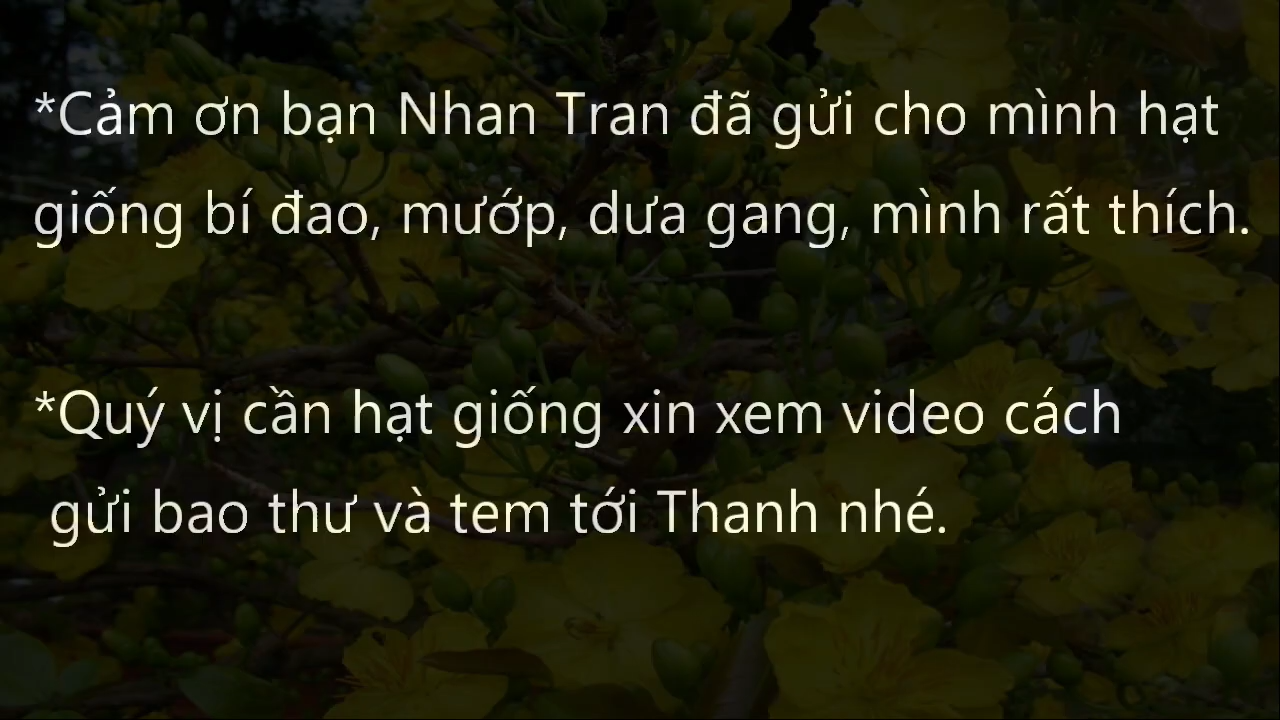 *Cảm ơn bạn Nhan Tran đã gửi cho mình hạt
giống bí đao, mướp, dưa gang, mình rất thích.
*Quý vị cần hạt giống xin xem video cách
gửi bao thư và tem tới Thanh nhé.